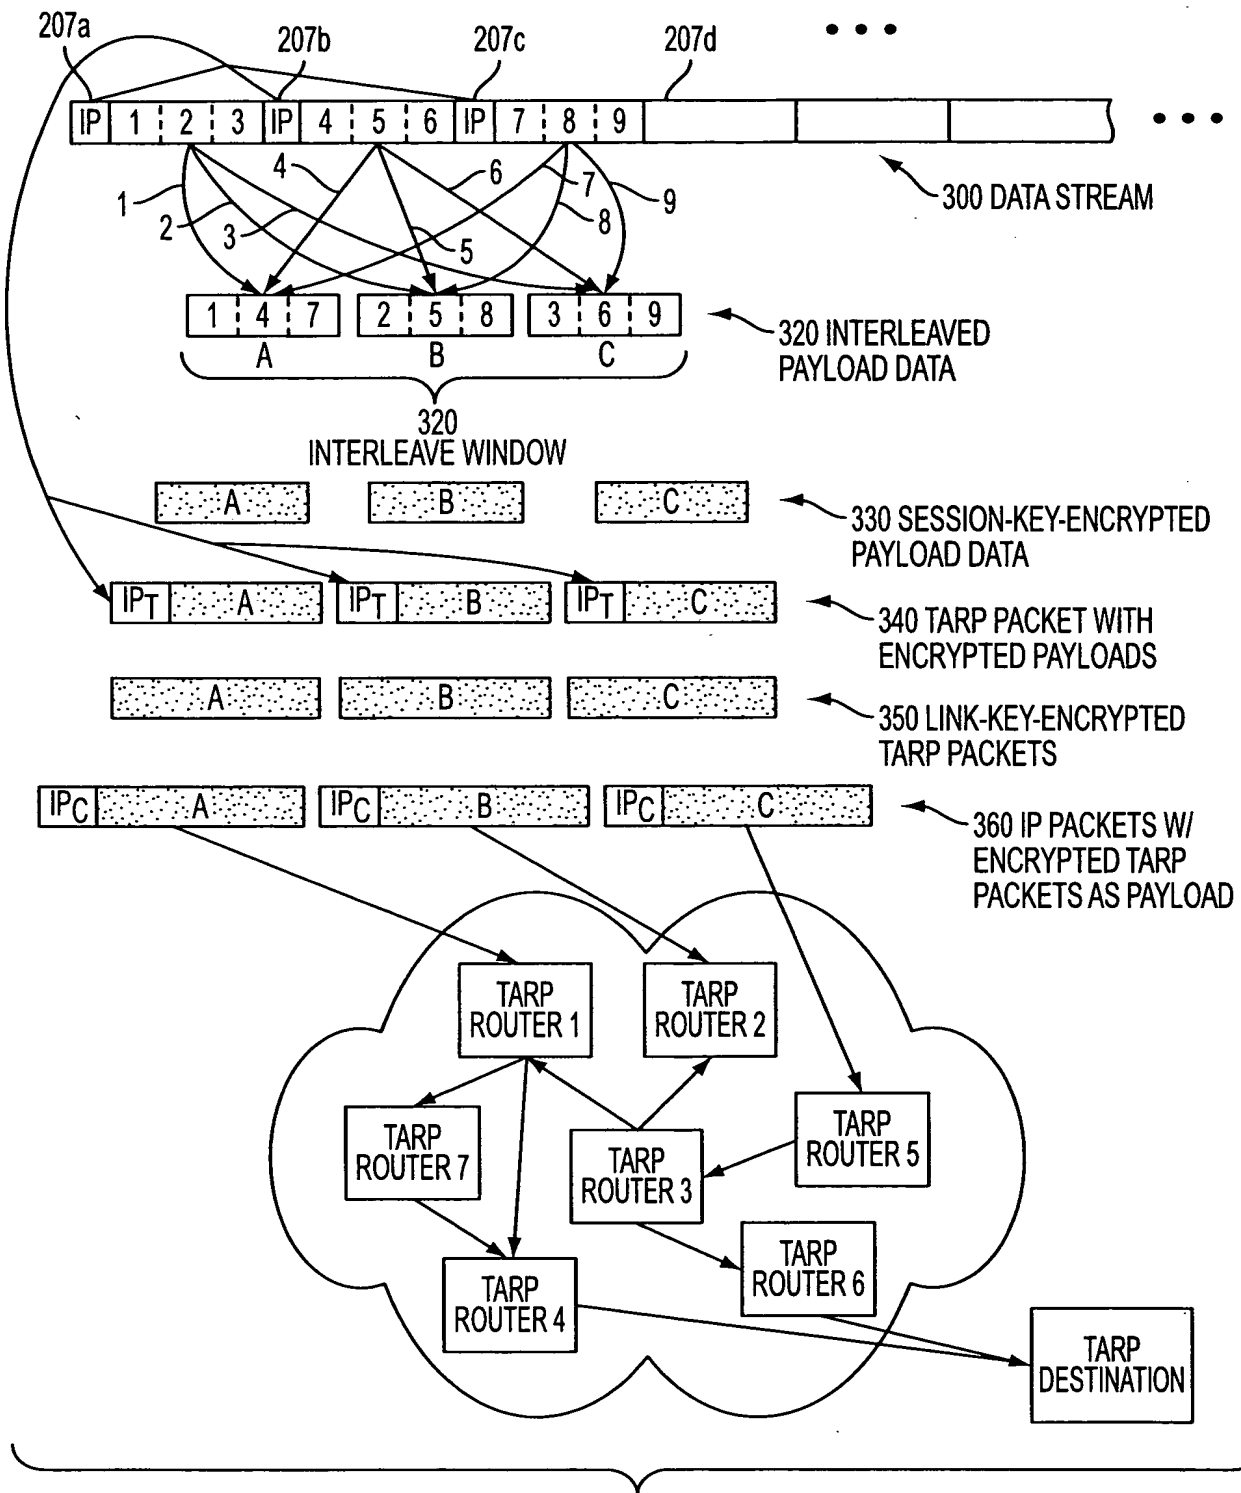 207a 207b 207c 207d
IP 1 2 3 IP 4 5 6 IP 7 8 9
1 2 3 4 5 6 7 8 9
300 DATA STREAM
1 4 7 2 5 8 3 6 9
A B C
320 INTERLEAVED
PAYLOAD DATA
320
INTERLEAVE WINDOW
A B C
330 SESSION-KEY-ENCRYPTED
PAYLOAD DATA
IPT A IPT B IPT C
340 TARP PACKET WITH
ENCRYPTED PAYLOADS
A B C
350 LINK-KEY-ENCRYPTED
TARP PACKETS
IPC A IPC B IPC C
360 IP PACKETS W/
ENCRYPTED TARP
PACKETS AS PAYLOAD
TARP
ROUTER 1
TARP
ROUTER 2
TARP
ROUTER 7
TARP
ROUTER 3
TARP
ROUTER 5
TARP
ROUTER 4
TARP
ROUTER 6
TARP
DESTINATION